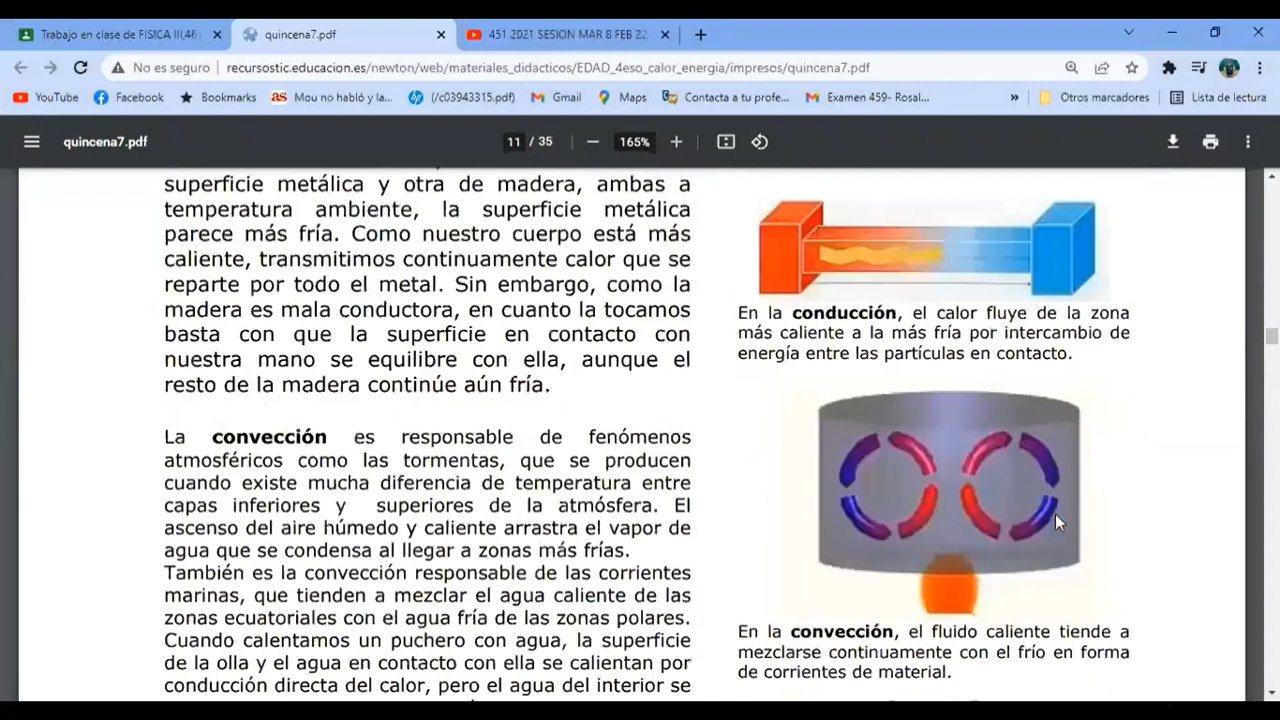 Trabajo en clase de FISICA III,46
quincena7.pdf
451 2021 SESION MAR 8 FEB 22
No es seguro
recursostic.educacion.es/newton/web/materiales_didacticos/EDAD_4eso_calor_energia/impresos/quincena7.pdf
YouTube
Facebook
Bookmarks
Mou no habló y la...
(/c03943315.pdf)
Gmail
Maps
Contacta a tu profe...
Examen 459- Rosal...
»
Otros marcadores
Lista de lectura
quincena7.pdf
11 / 35
165%
superficie metálica y otra de madera, ambas a
temperatura ambiente, la superficie metálica
parece más fría. Como nuestro cuerpo está más
caliente, transmitimos continuamente calor que se
reparte por todo el metal. Sin embargo, como la
madera es mala conductora, en cuanto la tocamos
basta con que la superficie en contacto con
nuestra mano se equilibre con ella, aunque el
resto de la madera continúe aún fría.
La convección es responsable de fenómenos
atmosféricos como las tormentas, que se producen
cuando existe mucha diferencia de temperatura entre
capas inferiores y superiores de la atmósfera. El
ascenso del aire húmedo y caliente arrastra el vapor de
agua que se condensa al llegar a zonas más frías.
También es la convección responsable de las corrientes
marinas, que tienden a mezclar el agua caliente de las
zonas ecuatoriales con el agua fría de las zonas polares.
Cuando calentamos un puchero con agua, la superficie
de la olla y el agua en contacto con ella se calientan por
conducción directa del calor, pero el agua del interior se
En la conducción, el calor fluye de la zona
más caliente a la más fría por intercambio de
energía entre las partículas en contacto.
En la convección, el fluido caliente tiende a
mezclarse continuamente con el frío en forma
de corrientes de material.